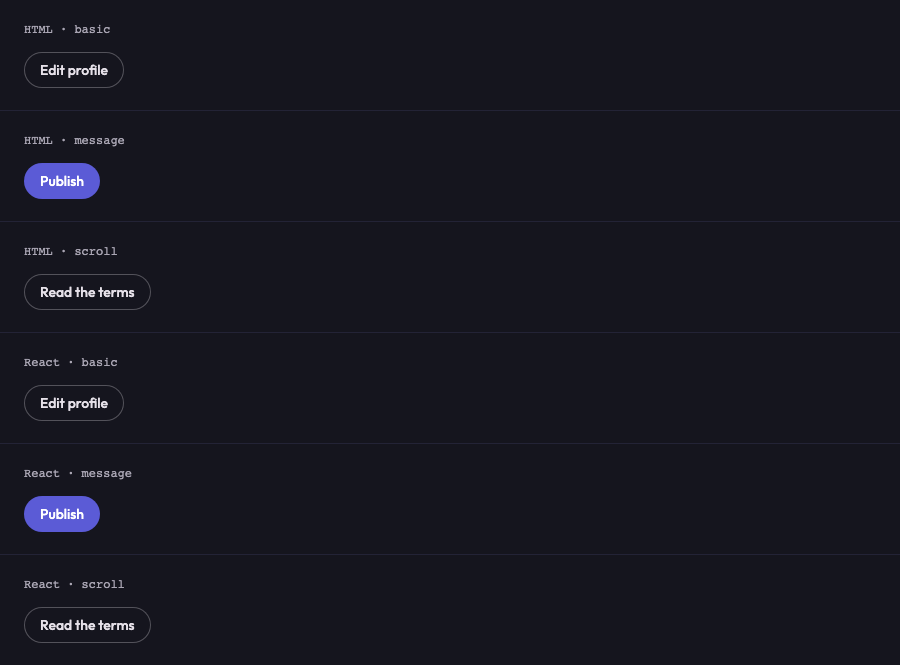 HTML · basic
Edit profile
HTML · message
Publish
HTML · scroll
Read the terms
React · basic
Edit profile
React · message
Publish
React · scroll
Read the terms